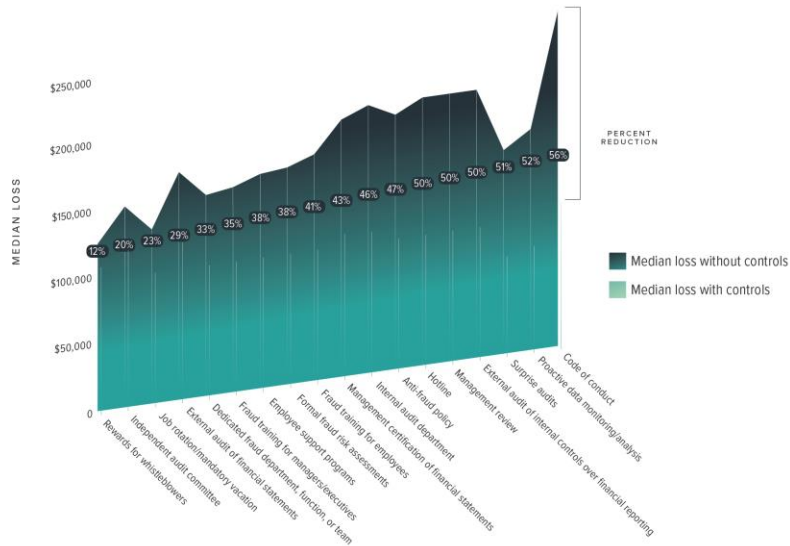 $250,000
$200,000
$150,000
$100,000
$50,000
0
MEDIAN LOSS
12%
20%
23%
29%
33%
35%
38%
38%
41%
43%
46%
47%
50%
50%
50%
51%
52%
56%
PERCENT
REDUCTION
Median loss without controls
Median loss with controls
Rewards for whistleblowers
Independent audit committee
Job rotation/mandatory vacation
External audit of financial statements
Dedicated fraud department, function, or team
Fraud training for managers/executives
Employee support programs
Formal fraud risk assessments
Fraud training for employees
Management certification of financial statements
Internal audit department
Anti-fraud policy
Hotline
Management review
External audit of internal controls over financial reporting
Surprise audits
Proactive data monitoring/analysis
Code of conduct